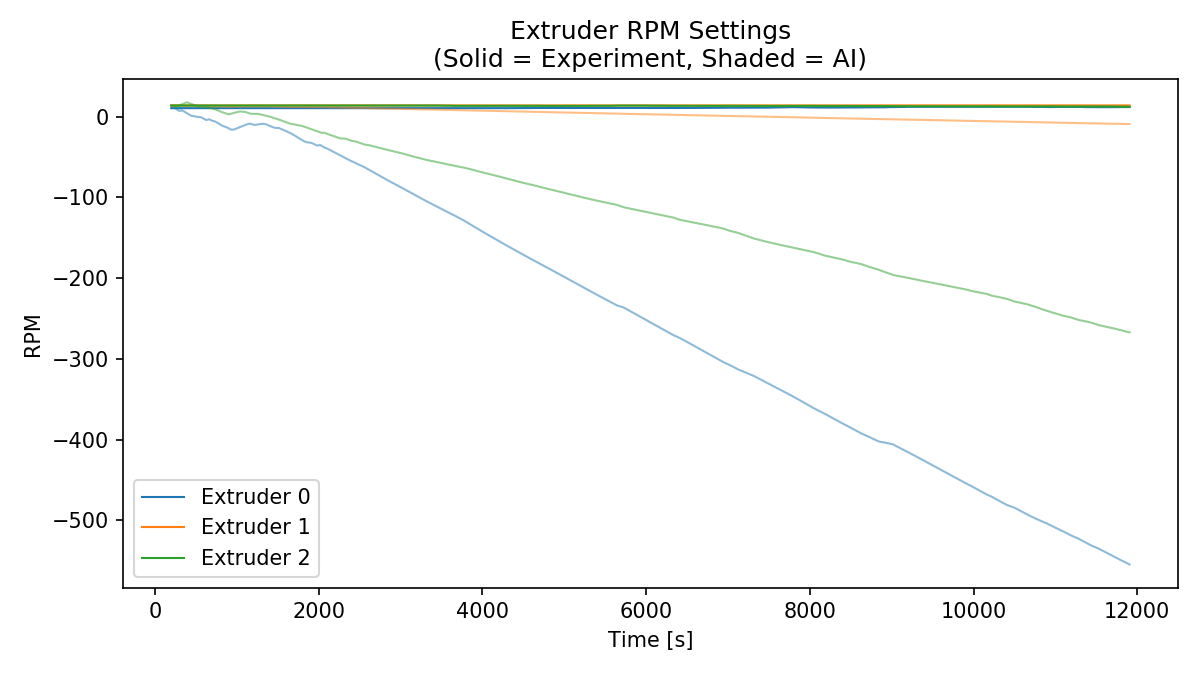 Extruder RPM Settings
(Solid = Experiment, Shaded = AI)
RPM
0
−100
−200
−300
−400
−500
Extruder 0
Extruder 1
Extruder 2
0
2000
4000
6000
8000
10000
12000
Time [s]